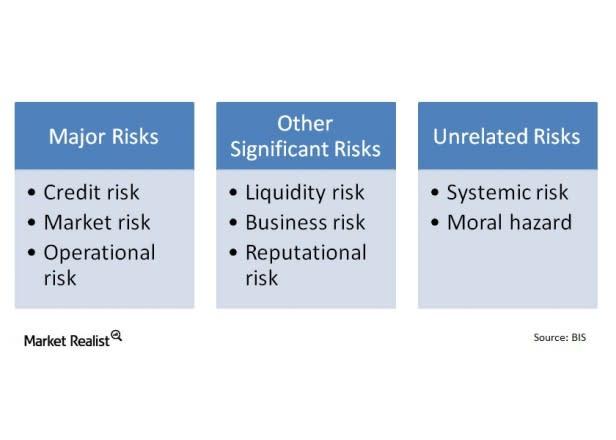 Major Risks
• Credit risk
• Market risk
• Operational
risk
Other
Significant Risks
• Liquidity risk
• Business risk
• Reputational
risk
Unrelated Risks
• Systemic risk
• Moral hazard
Market Realist
Source: BIS